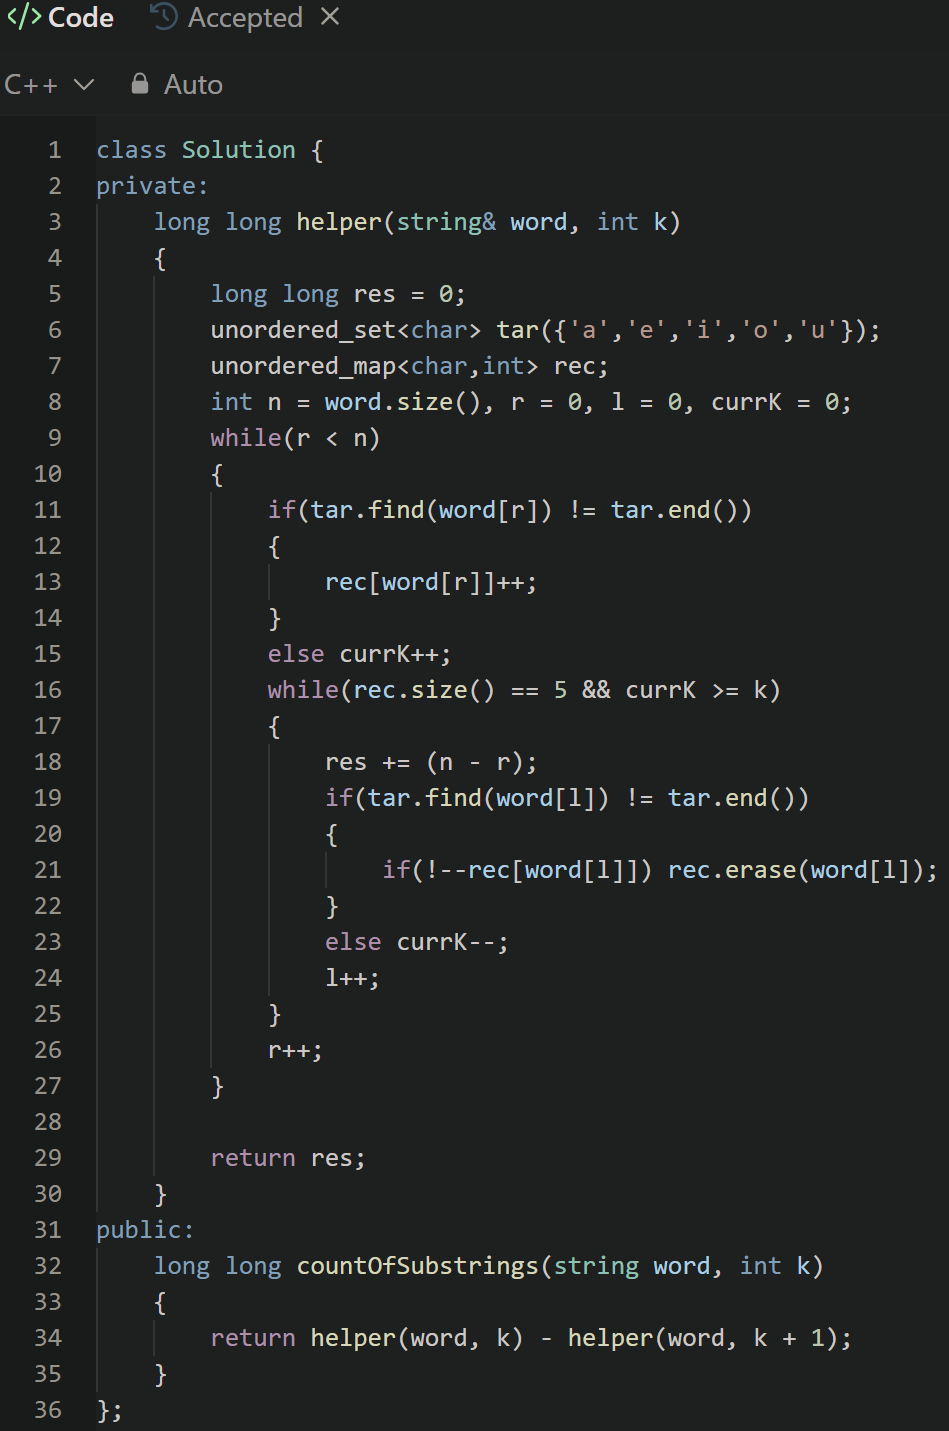 </> Code Accepted ×
C++ Auto
1 class Solution {
2 private:
3     long long helper(string& word, int k)
4     {
5         long long res = 0;
6         unordered_set<char> tar({'a','e','i','o','u'});
7         unordered_map<char,int> rec;
8         int n = word.size(), r = 0, l = 0, currK = 0;
9         while(r < n)
10         {
11             if(tar.find(word[r]) != tar.end())
12             {
13                 rec[word[r]]++;
14             }
15             else currK++;
16             while(rec.size() == 5 && currK >= k)
17             {
18                 res += (n - r);
19                 if(tar.find(word[l]) != tar.end())
20                 {
21                     if(!--rec[word[l]]) rec.erase(word[l]);
22                 }
23                 else currK--;
24                 l++;
25             }
26             r++;
27         }
28
29         return res;
30     }
31 public:
32     long long countOfSubstrings(string word, int k)
33     {
34         return helper(word, k) - helper(word, k + 1);
35     }
36 };